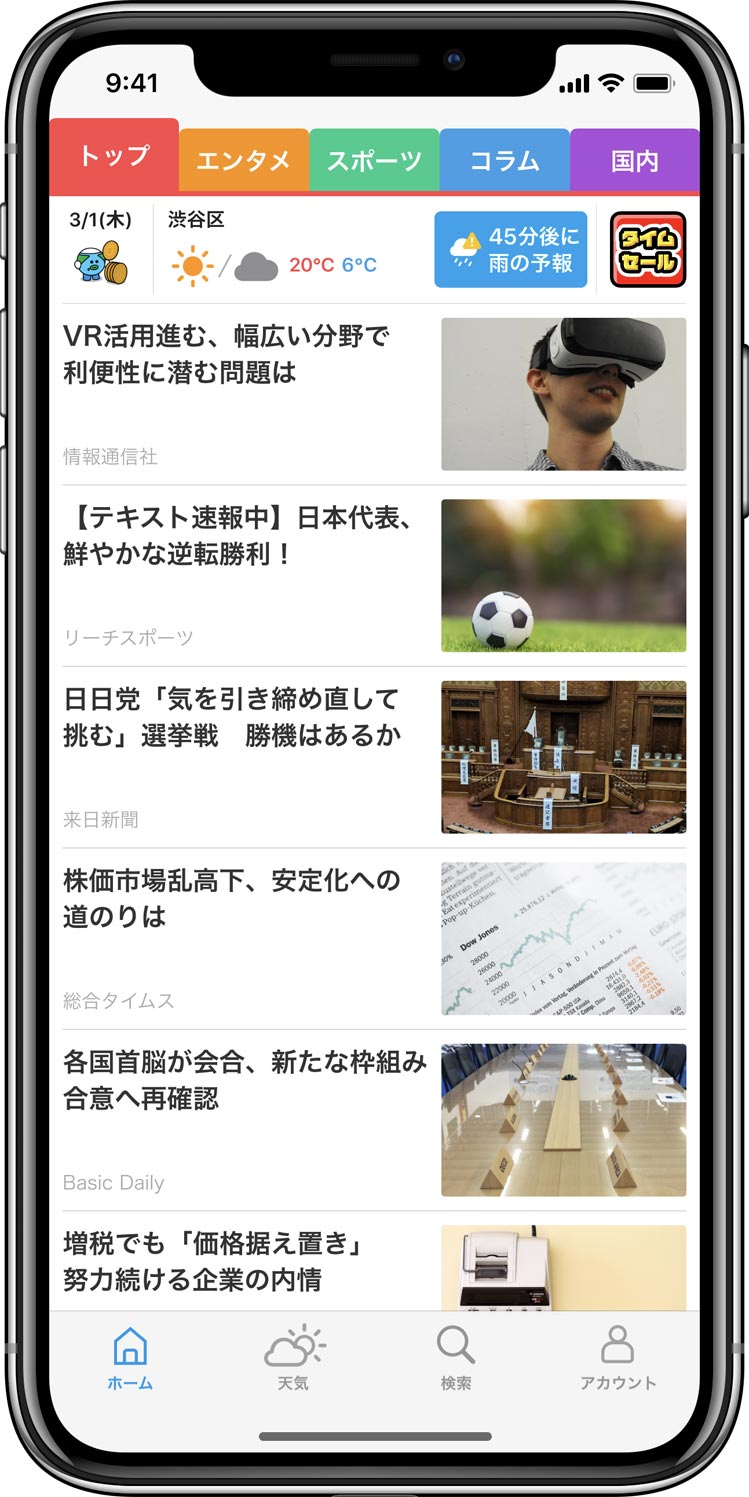 9:41
トップ
エンタメ
スポーツ
コラム
国内
3/1(木)
渋谷区
20°C 6°C
45分後に
雨の予報
タイム
セール
VR活用進む、幅広い分野で
利便性に潜む問題は
情報通信社
【テキスト速報中】日本代表、
鮮やかな逆転勝利！
リーチスポーツ
日日党「気を引き締め直して
挑む」選挙戦　勝機はあるか
来日新聞
株価市場乱高下、安定化への
道のりは
総合タイムス
Dow Jones
28000
26000
24000
22000
20000
J J A S O N D J F M A M
各国首脳が会合、新たな枠組み
合意へ再確認
Basic Daily
増税でも「価格据え置き」
努力続ける企業の内情
ホーム
天気
検索
アカウント